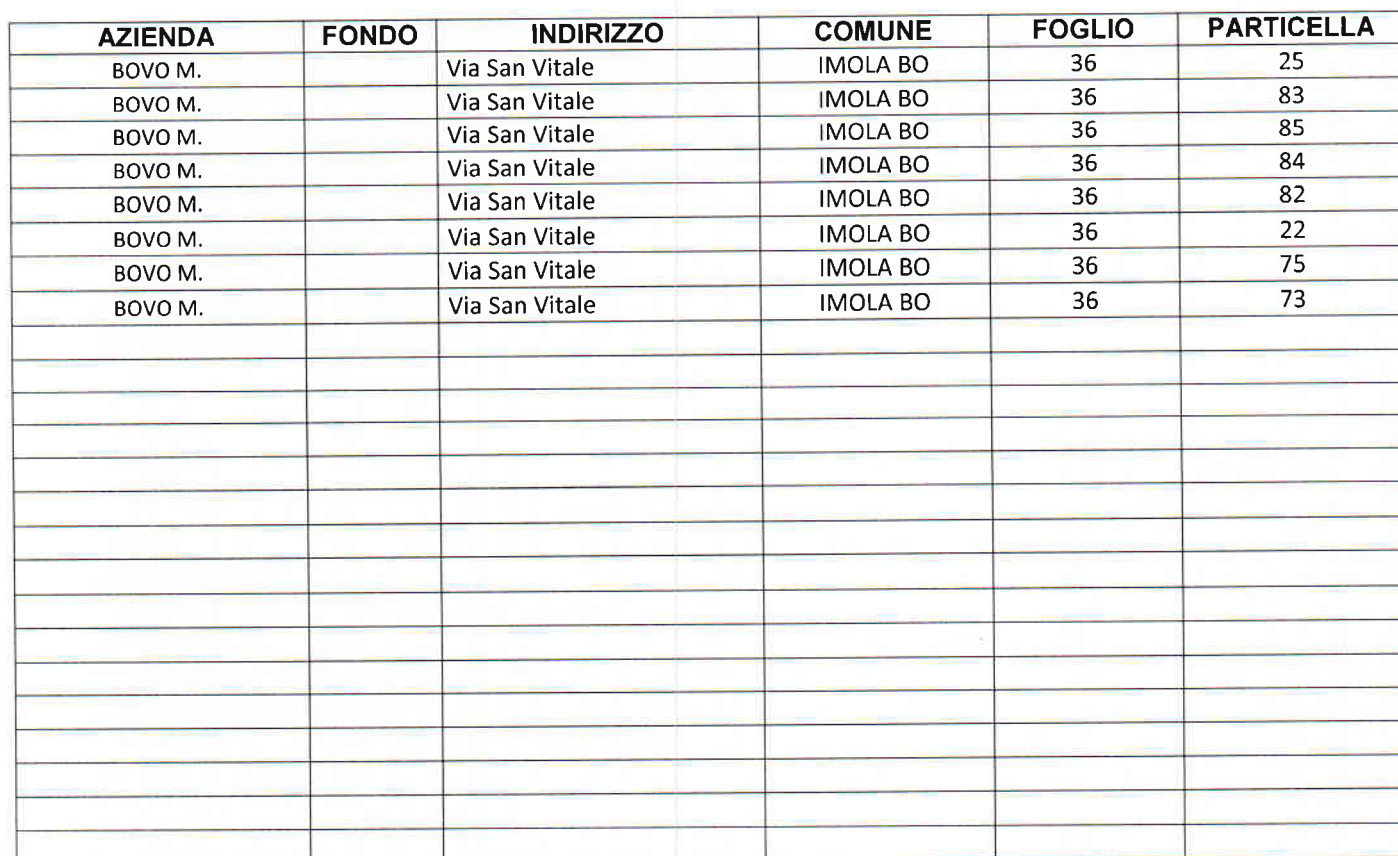 AZIENDA FONDO INDIRIZZO COMUNE FOGLIO PARTICELLA
BOVO M. Via San Vitale IMOLA BO 36 25
BOVO M. Via San Vitale IMOLA BO 36 83
BOVO M. Via San Vitale IMOLA BO 36 85
BOVO M. Via San Vitale IMOLA BO 36 84
BOVO M. Via San Vitale IMOLA BO 36 82
BOVO M. Via San Vitale IMOLA BO 36 22
BOVO M. Via San Vitale IMOLA BO 36 75
BOVO M. Via San Vitale IMOLA BO 36 73